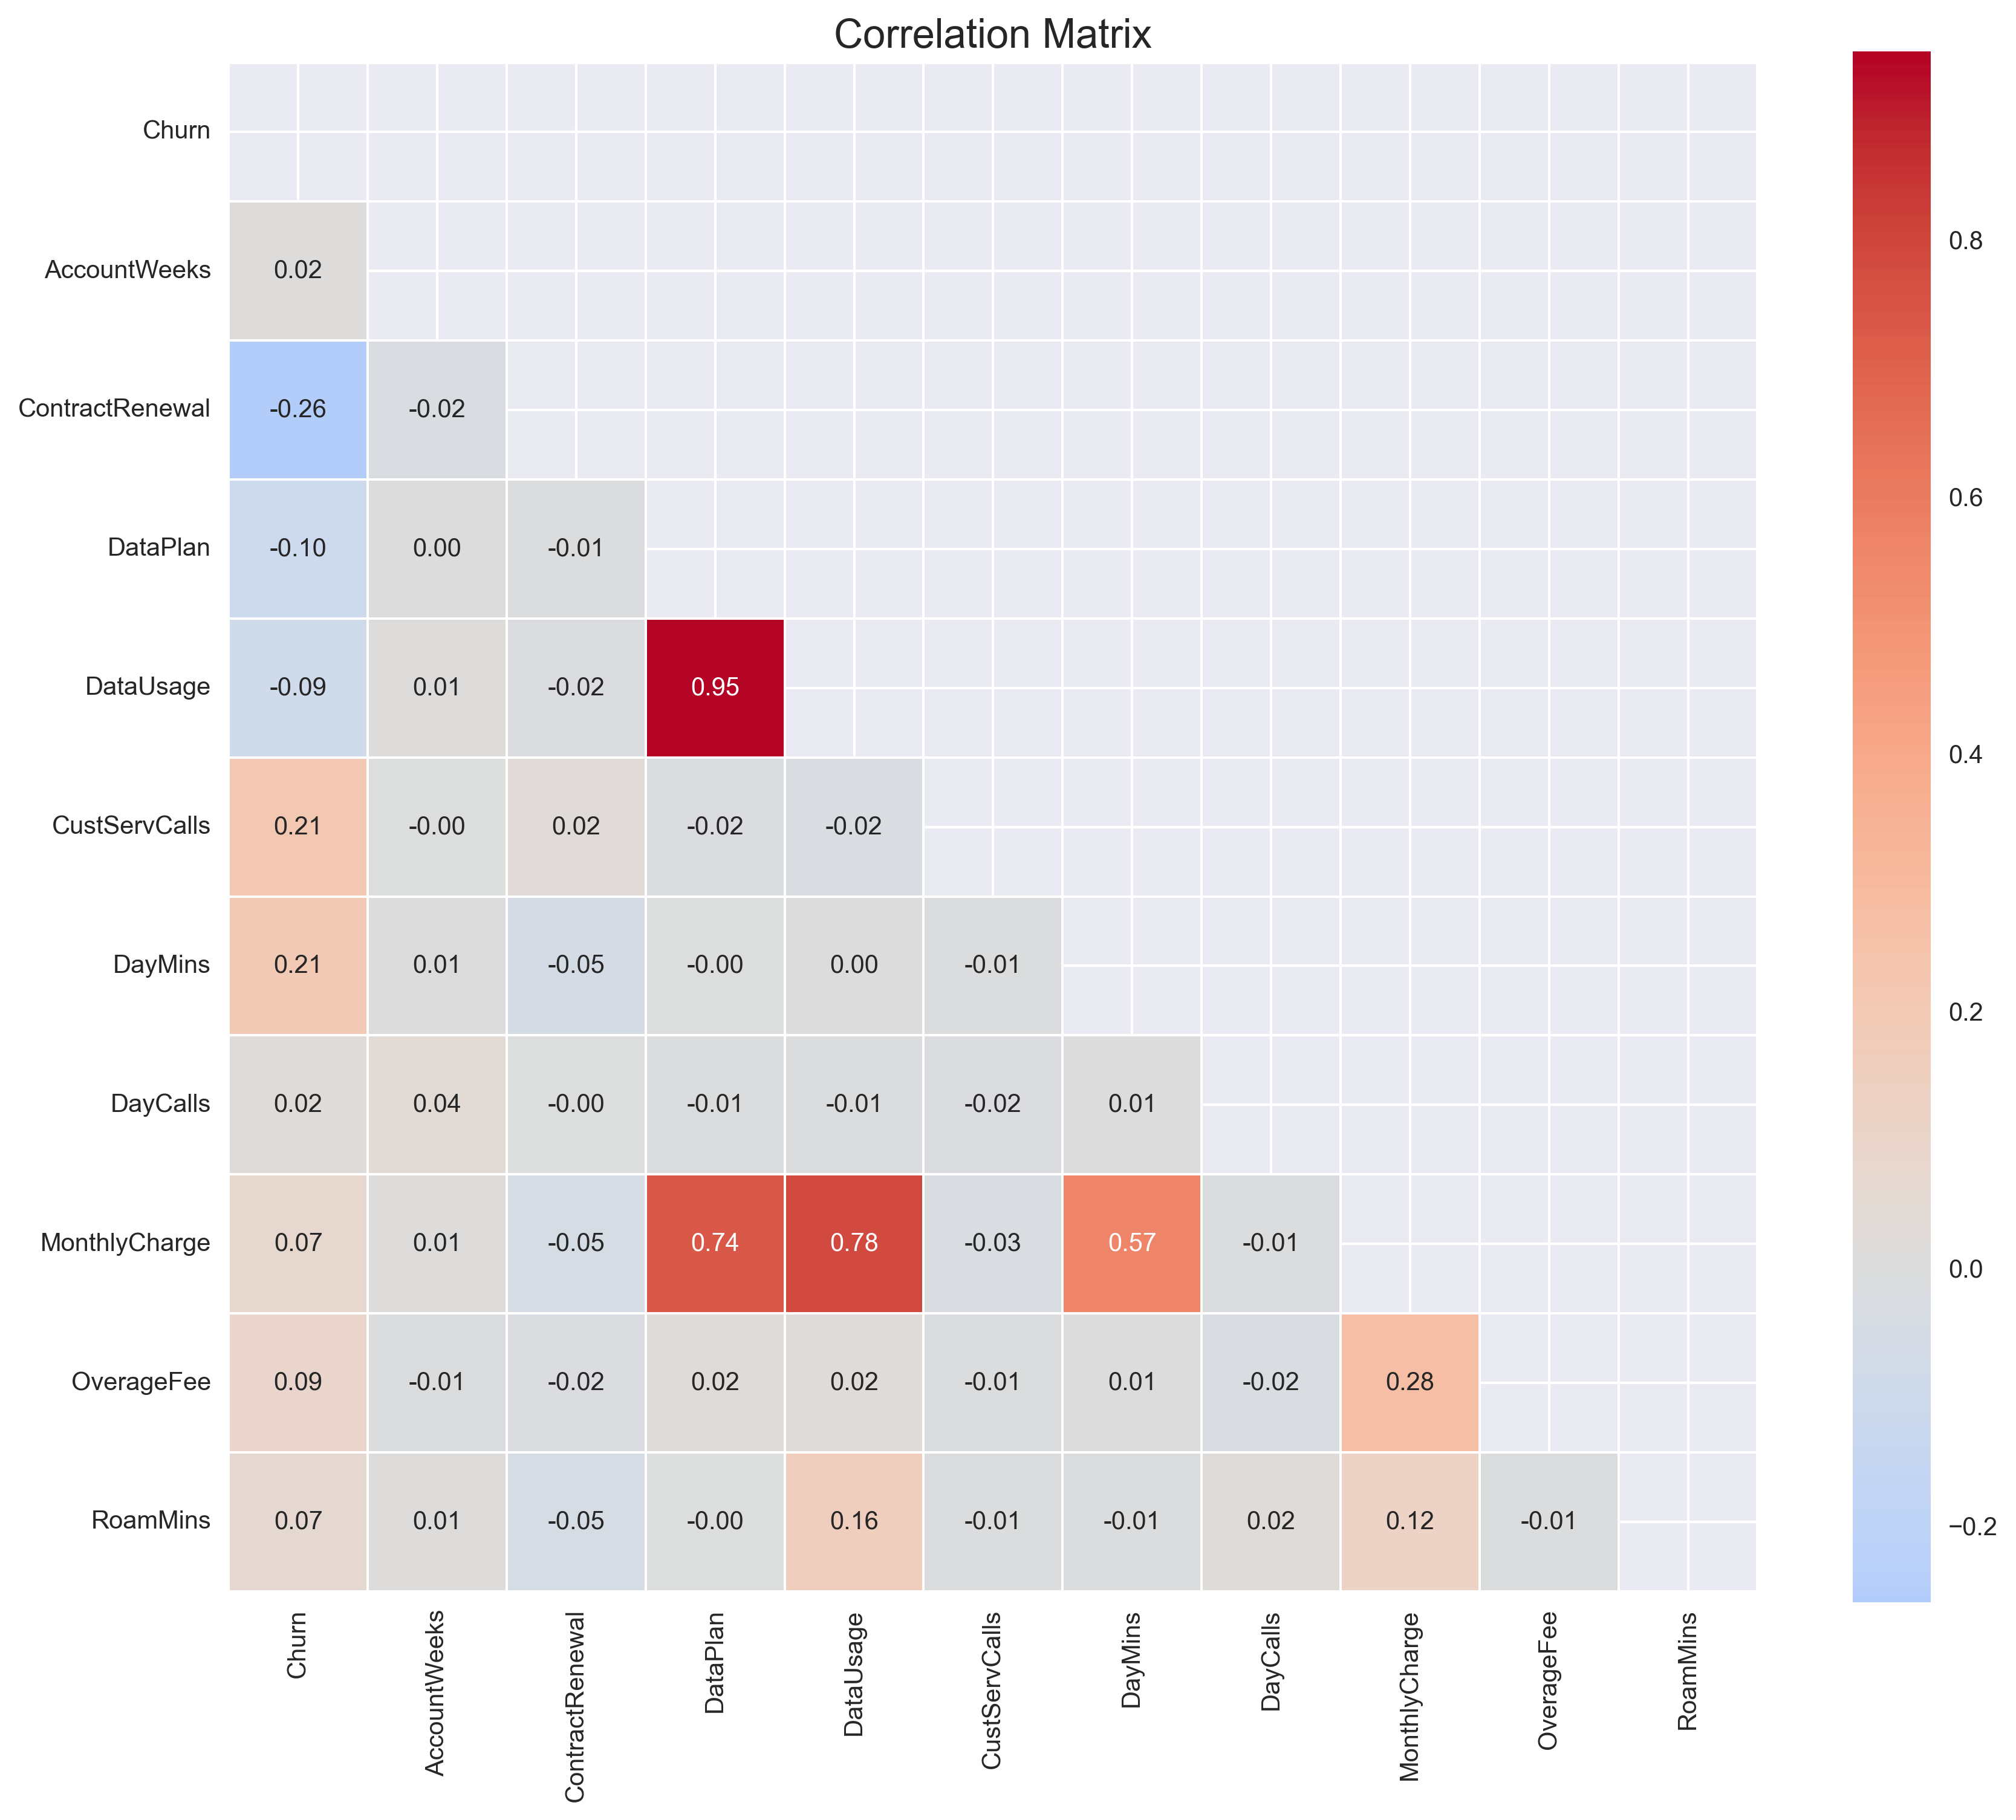 Correlation Matrix
Churn
AccountWeeks 0.02
ContractRenewal -0.26 -0.02
DataPlan -0.10 0.00 -0.01
DataUsage -0.09 0.01 -0.02 0.95
CustServCalls 0.21 -0.00 0.02 -0.02 -0.02
DayMins 0.21 0.01 -0.05 -0.00 0.00 -0.01
DayCalls 0.02 0.04 -0.00 -0.01 -0.01 -0.02 0.01
MonthlyCharge 0.07 0.01 -0.05 0.74 0.78 -0.03 0.57 -0.01
OverageFee 0.09 -0.01 -0.02 0.02 0.02 -0.01 0.01 -0.02 0.28
RoamMins 0.07 0.01 -0.05 -0.00 0.16 -0.01 -0.01 0.02 0.12 -0.01
Churn
AccountWeeks
ContractRenewal
DataPlan
DataUsage
CustServCalls
DayMins
DayCalls
MonthlyCharge
OverageFee
RoamMins
0.8
0.6
0.4
0.2
0.0
−0.2